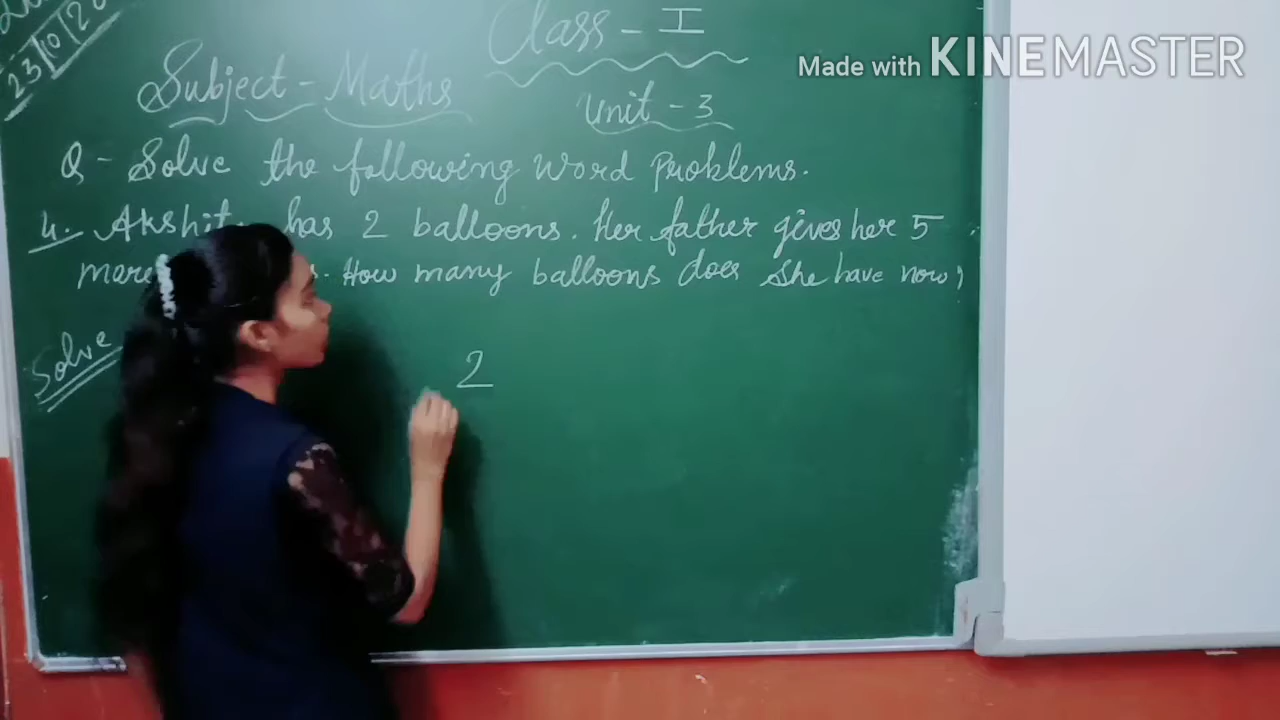 23/10/20
Class - I
Made with KINEMASTER
Subject - Maths
Unit - 3
Q - Solve the following Word Problems.
4. Akshit has 2 balloons. Her father gives her 5
more s. How many balloons does she have now,
Solve
2